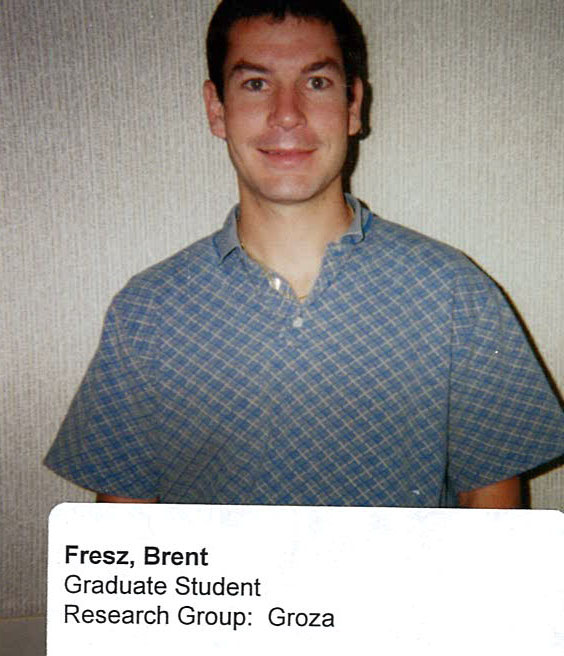 Fresz, Brent
Graduate Student
Research Group:  Groza